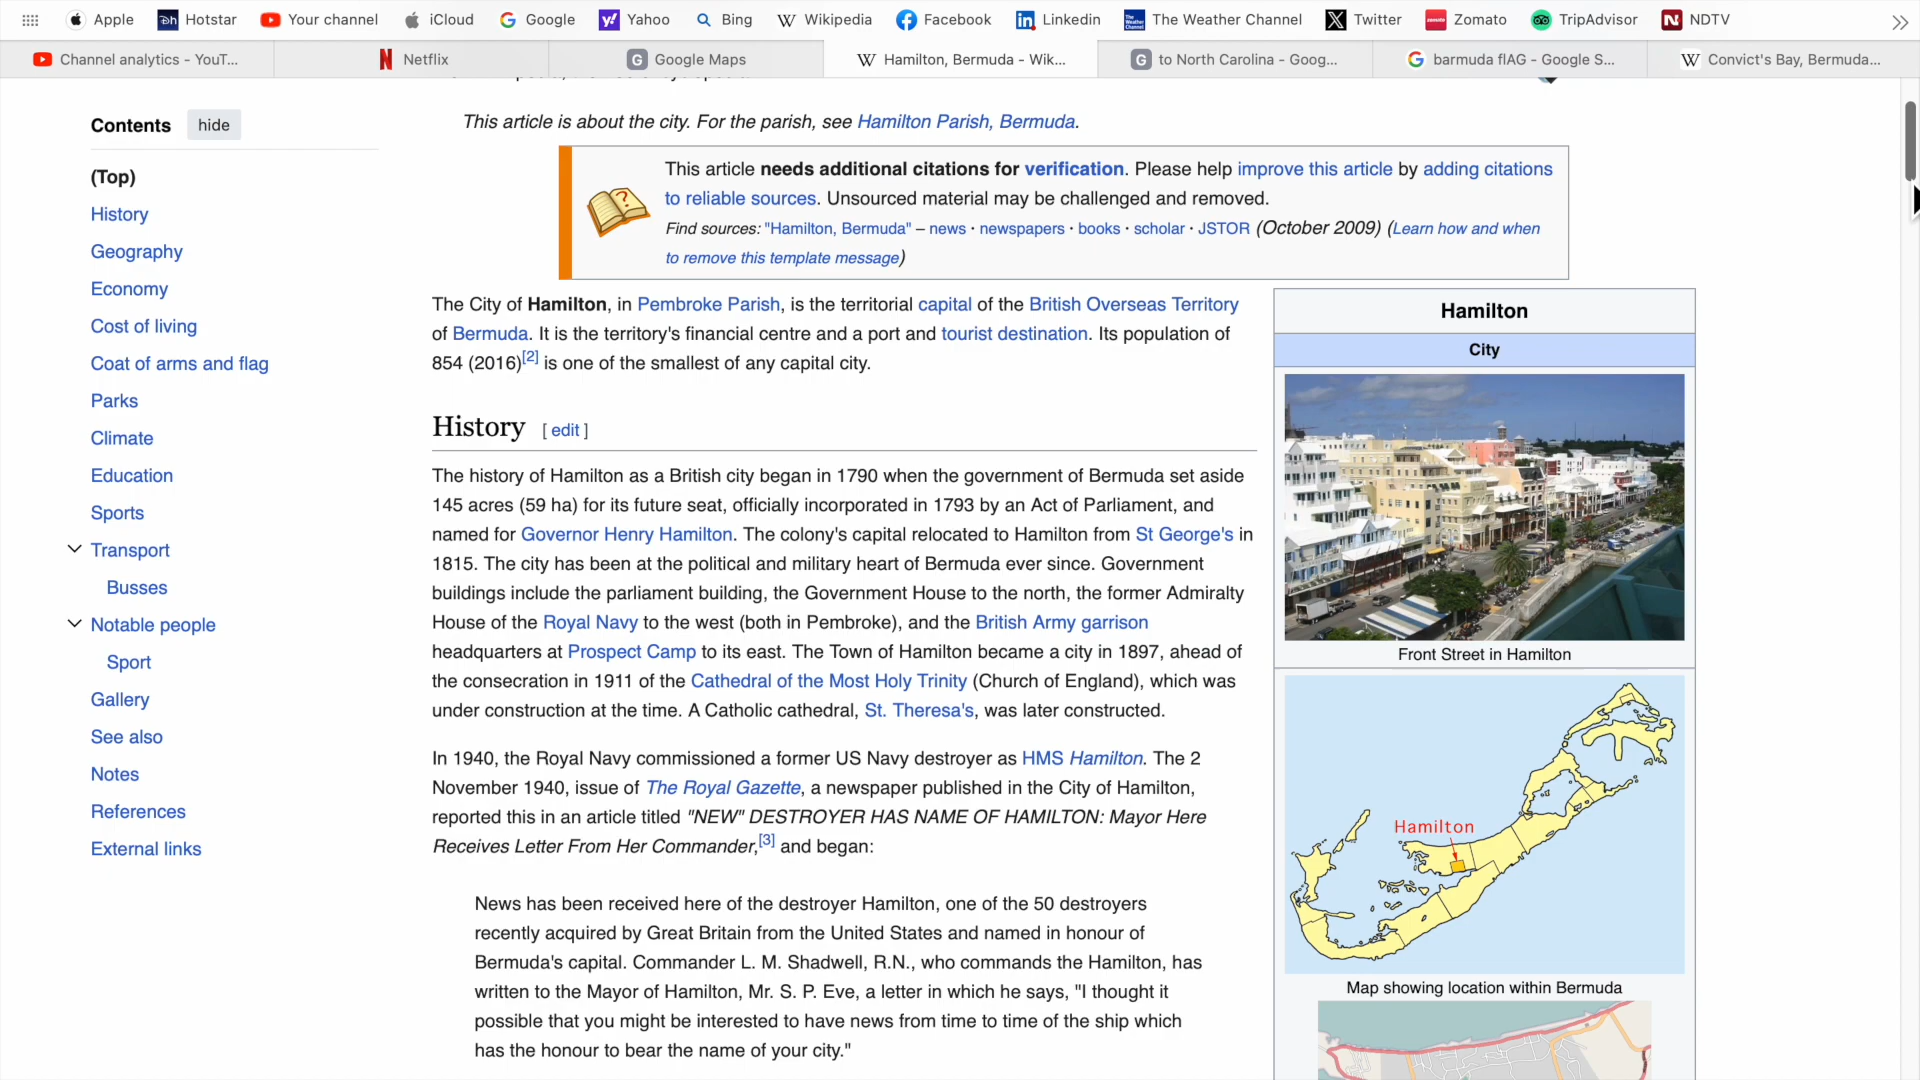 Apple Hotstar Your channel iCloud Google Yahoo Bing Wikipedia Facebook Linkedin The Weather Channel Twitter Zomato TripAdvisor NDTV
Channel analytics - YouT... Netflix Google Maps Hamilton, Bermuda - Wik... to North Carolina - Goog... barmuda flAG - Google S... Convict's Bay, Bermuda...
Contents hide
(Top)
History
Geography
Economy
Cost of living
Coat of arms and flag
Parks
Climate
Education
Sports
Transport
Busses
Notable people
Sport
Gallery
See also
Notes
References
External links
This article is about the city. For the parish, see Hamilton Parish, Bermuda.
This article needs additional citations for verification. Please help improve this article by adding citations
to reliable sources. Unsourced material may be challenged and removed.
Find sources: "Hamilton, Bermuda" – news · newspapers · books · scholar · JSTOR (October 2009) (Learn how and when
to remove this template message)
The City of Hamilton, in Pembroke Parish, is the territorial capital of the British Overseas Territory
of Bermuda. It is the territory's financial centre and a port and tourist destination. Its population of
854 (2016)[2] is one of the smallest of any capital city.
History [ edit ]
The history of Hamilton as a British city began in 1790 when the government of Bermuda set aside
145 acres (59 ha) for its future seat, officially incorporated in 1793 by an Act of Parliament, and
named for Governor Henry Hamilton. The colony's capital relocated to Hamilton from St George's in
1815. The city has been at the political and military heart of Bermuda ever since. Government
buildings include the parliament building, the Government House to the north, the former Admiralty
House of the Royal Navy to the west (both in Pembroke), and the British Army garrison
headquarters at Prospect Camp to its east. The Town of Hamilton became a city in 1897, ahead of
the consecration in 1911 of the Cathedral of the Most Holy Trinity (Church of England), which was
under construction at the time. A Catholic cathedral, St. Theresa's, was later constructed.
In 1940, the Royal Navy commissioned a former US Navy destroyer as HMS Hamilton. The 2
November 1940, issue of The Royal Gazette, a newspaper published in the City of Hamilton,
reported this in an article titled "NEW" DESTROYER HAS NAME OF HAMILTON: Mayor Here
Receives Letter From Her Commander,[3] and began:
News has been received here of the destroyer Hamilton, one of the 50 destroyers
recently acquired by Great Britain from the United States and named in honour of
Bermuda's capital. Commander L. M. Shadwell, R.N., who commands the Hamilton, has
written to the Mayor of Hamilton, Mr. S. P. Eve, a letter in which he says, "I thought it
possible that you might be interested to have news from time to time of the ship which
has the honour to bear the name of your city."
Hamilton
City
Front Street in Hamilton
Hamilton
Map showing location within Bermuda